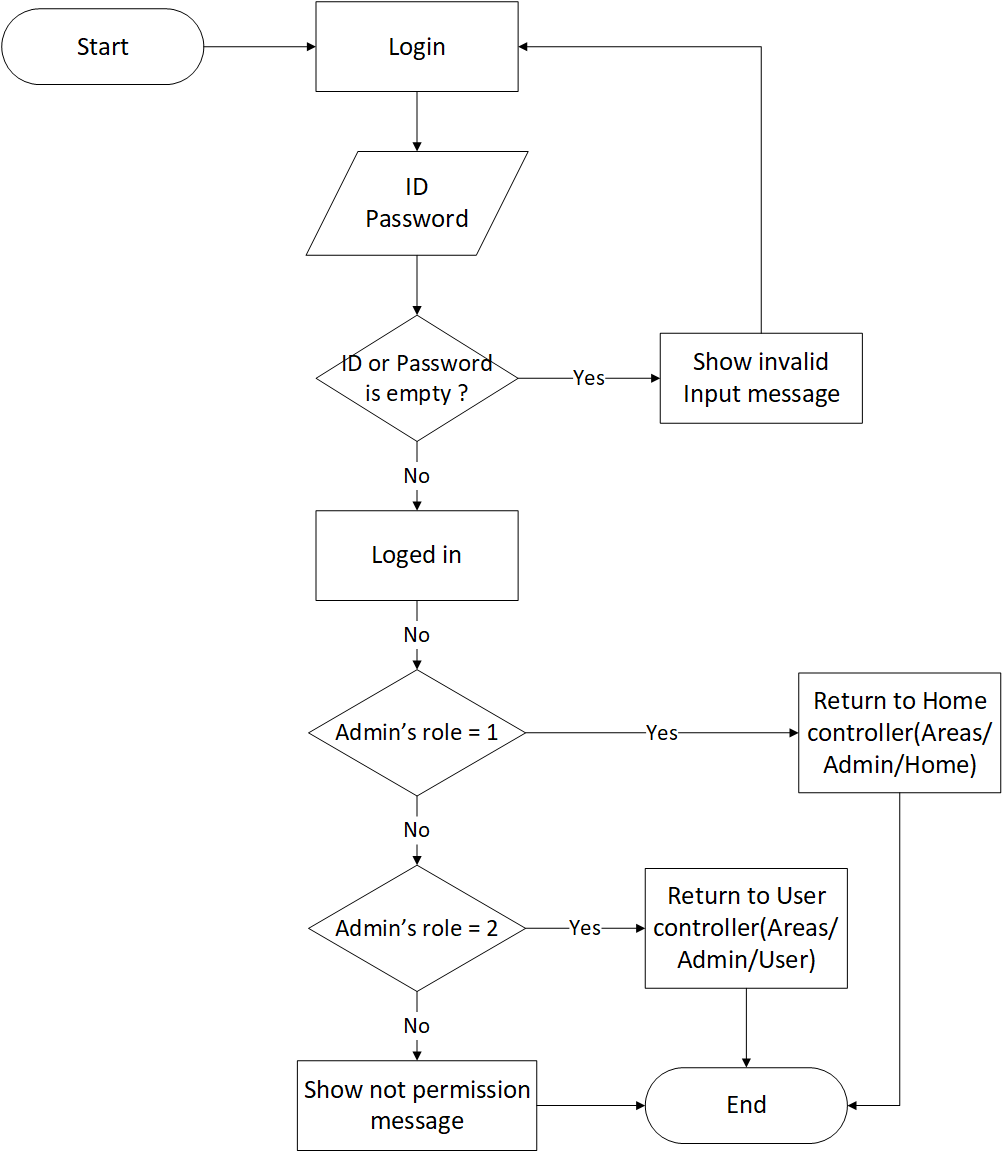 Start
Login
ID
Password
ID or Password
is empty ?
Yes
Show invalid
Input message
No
Loged in
No
Admin’s role = 1
Yes
Return to Home
controller(Areas/
Admin/Home)
No
Admin’s role = 2
Yes
Return to User
controller(Areas/
Admin/User)
No
Show not permission
message
End